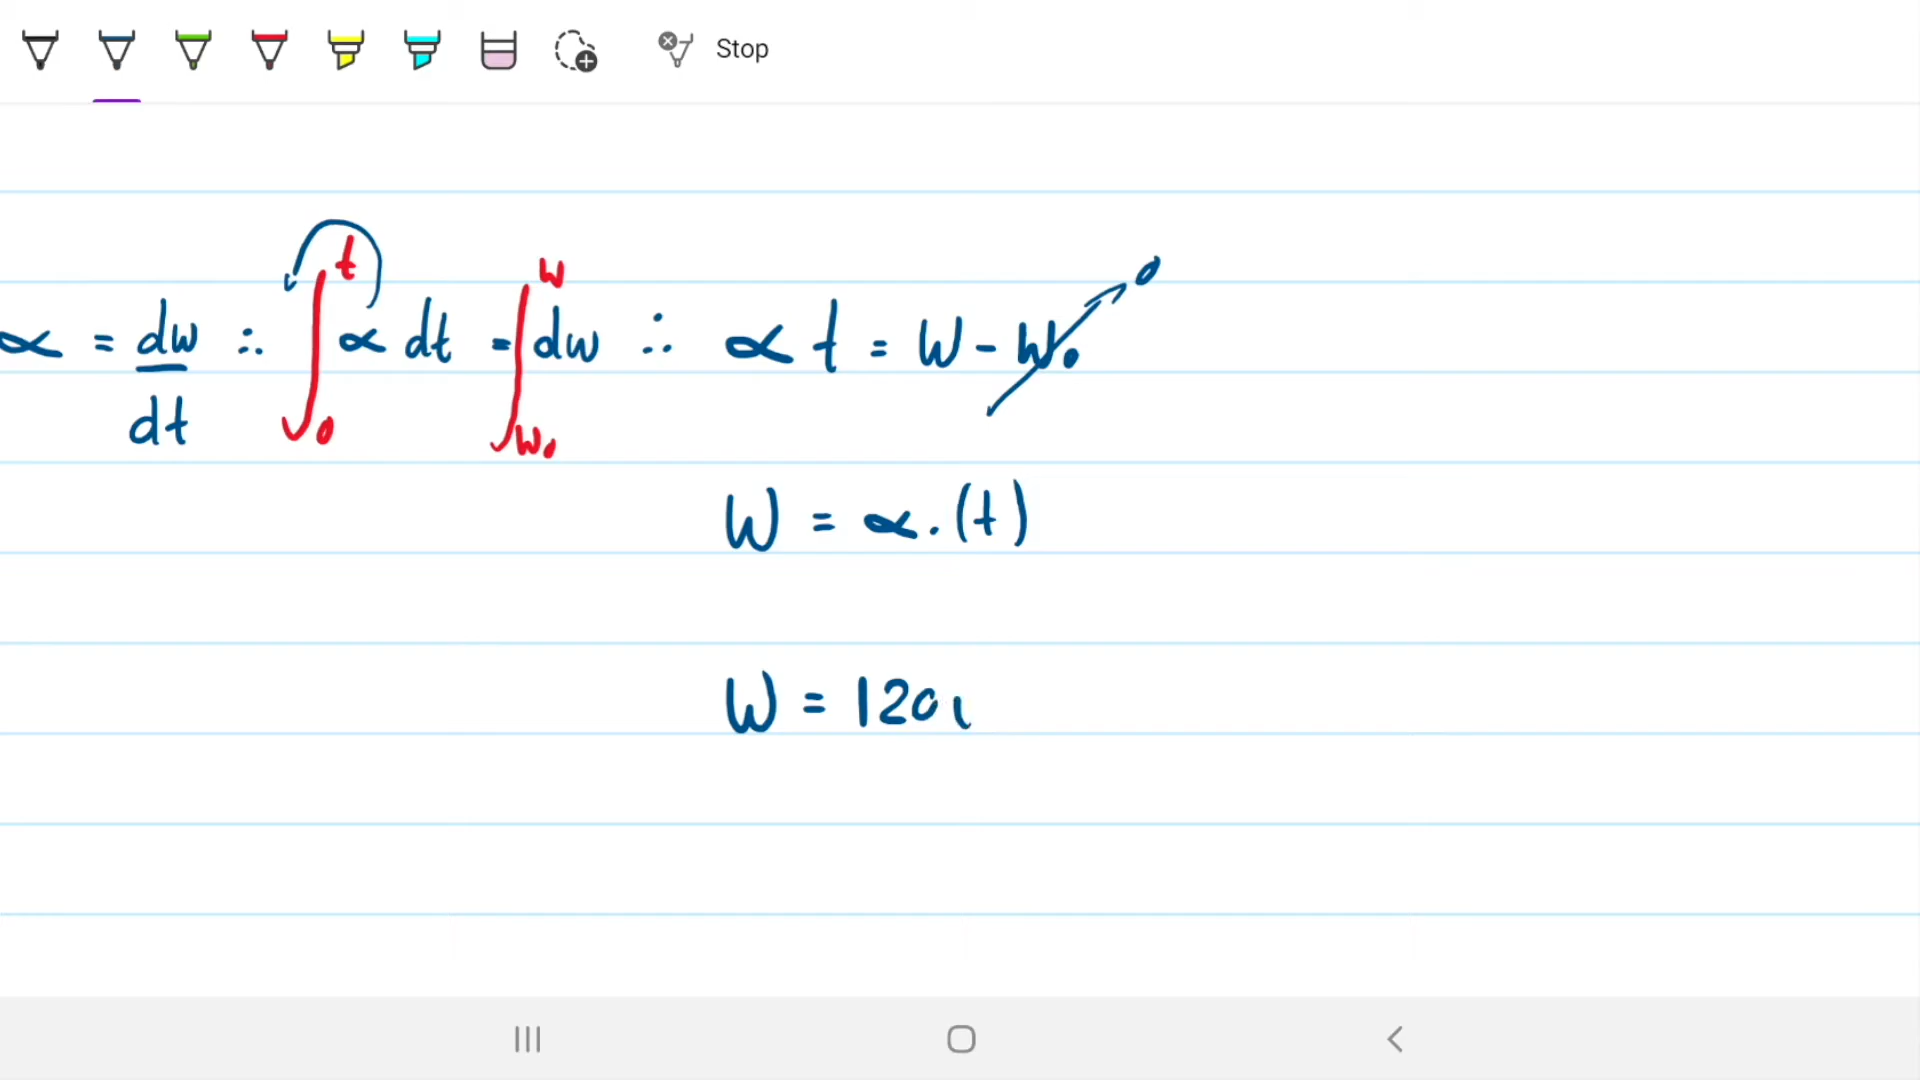 Stop
α = dw/dt ∴ ∫₀ᵗ α dt = ∫_{w₀}^{w} dw ∴ α t = W - W₀ → 0
W = α . (t)
W = 120